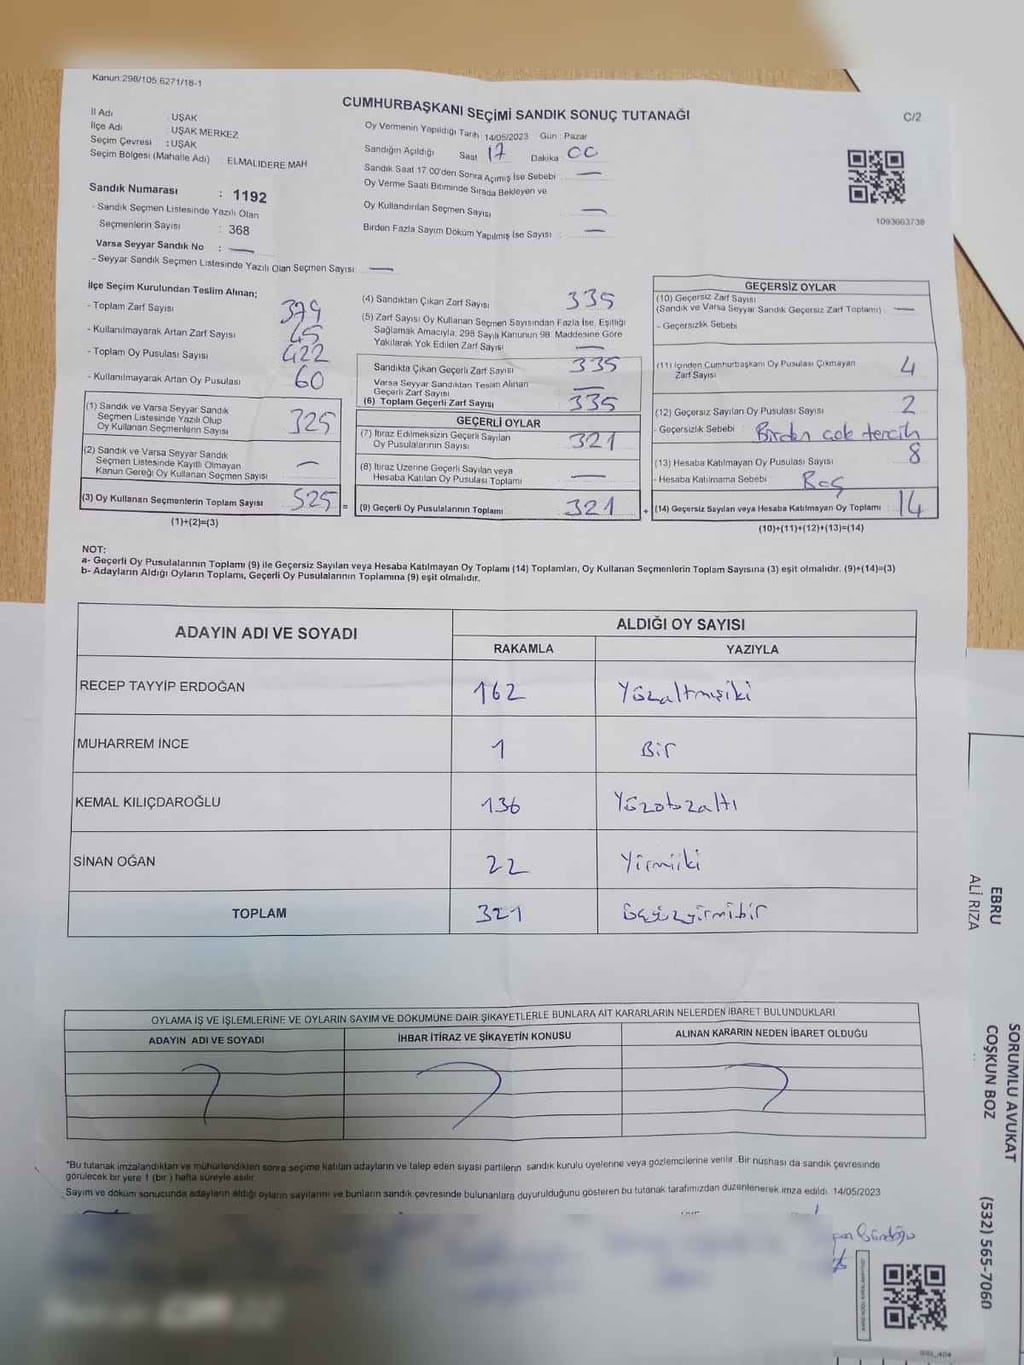 Kanun:298/105,6271/18-1
CUMHURBAŞKANI SEÇİMİ SANDIK SONUÇ TUTANAĞI
C/2
İl Adı : UŞAK
İlçe Adı : UŞAK MERKEZ
Seçim Çevresi : UŞAK
Seçim Bölgesi (Mahalle Adı) : ELMALIDERE MAH
Sandık Numarası : 1192
- Sandık Seçmen Listesinde Yazılı Olan
Seçmenlerin Sayısı : 368
Varsa Seyyar Sandık No : —
- Seyyar Sandık Seçmen Listesinde Yazılı Olan Seçmen Sayısı: —
Oy Vermenin Yapıldığı Tarih 14/05/2023 Gün : Pazar
Sandığın Açıldığı Saat 17 Dakika 00
Sandık Saat 17.00'den Sonra Açımış İse Sebebi —
Oy Verme Saati Bitiminde Sırada Bekleyen ve
Oy Kullandırılan Seçmen Sayısı —
Birden Fazla Sayım Döküm Yapılmış İse Sayısı : —
1093663738
İlçe Seçim Kurulundan Teslim Alınan;
- Toplam Zarf Sayısı 379
- Kullanılmayarak Artan Zarf Sayısı 45
- Toplam Oy Pusulası Sayısı 422
- Kullanılmayarak Artan Oy Pusulası 60
(1) Sandık ve Varsa Seyyar Sandık
Seçmen Listesinde Yazılı Olup
Oy Kullanan Seçmenlerin Sayısı 325
(2) Sandık ve Varsa Seyyar Sandık
Seçmen Listesinde Kayıtlı Olmayan
Kanun Gereği Oy Kullanan Seçmen Sayısı —
(3) Oy Kullanan Seçmenlerin Toplam Sayısı 325 =
(1)+(2)=(3)
(4) Sandıktan Çıkan Zarf Sayısı 335
(5) Zarf Sayısı Oy Kullanan Seçmen Sayısından Fazla İse, Eşitliği
Sağlamak Amacıyla, 298 Sayılı Kanunun 98. Maddesine Göre
Yakılarak Yok Edilen Zarf Sayısı —
Sandıkta Çıkan Geçerli Zarf Sayısı 335
Varsa Seyyar Sandıktan Teslim Alınan
Geçerli Zarf Sayısı —
(6) Toplam Geçerli Zarf Sayısı 335
GEÇERLİ OYLAR
(7) İtiraz Edilmeksizin Geçerli Sayılan
Oy Pusulalarının Sayısı 321
(8) İtiraz Üzerine Geçerli Sayılan veya
Hesaba Katılan Oy Pusulası Toplamı —
(9) Geçerli Oy Pusulalarının Toplamı 321 +
GEÇERSİZ OYLAR
(10) Geçersiz Zarf Sayısı
(Sandık ve Varsa Seyyar Sandık Geçersiz Zarf Toplamı) —
- Geçersizlik Sebebi
(11) İçinden Cumhurbaşkanı Oy Pusulası Çıkmayan
Zarf Sayısı 4
(12) Geçersiz Sayılan Oy Pusulası Sayısı 2
- Geçersizlik Sebebi Birden çok tercih
(13) Hesaba Katılmayan Oy Pusulası Sayısı 8
- Hesaba Katılmama Sebebi Boş
(14) Geçersiz Sayılan veya Hesaba Katılmayan Oy Toplamı 14
(10)+(11)+(12)+(13)=(14)
NOT:
a- Geçerli Oy Pusulalarının Toplamı (9) ile Geçersiz Sayılan veya Hesaba Katılmayan Oy Toplamı (14) Toplamları, Oy Kullanan Seçmenlerin Toplam Sayısına (3) eşit olmalıdır. (9)+(14)=(3)
b- Adayların Aldığı Oyların Toplamı, Geçerli Oy Pusulalarının Toplamına (9) eşit olmalıdır.
ADAYIN ADI VE SOYADI
ALDIĞI OY SAYISI
RAKAMLA YAZIYLA
RECEP TAYYİP ERDOĞAN 162 Yüzaltmışiki
MUHARREM İNCE 1 Bir
KEMAL KILIÇDAROĞLU 136 Yüzotuzaltı
SİNAN OĞAN 22 Yirmiiki
TOPLAM 321 üçyüzyirmibir
OYLAMA İŞ VE İŞLEMLERİNE VE OYLARIN SAYIM VE DÖKÜMÜNE DAİR ŞİKAYETLERLE BUNLARA AİT KARARLARIN NELERDEN İBARET BULUNDUKLARI
ADAYIN ADI VE SOYADI İHBAR İTİRAZ VE ŞİKAYETİN KONUSU ALINAN KARARIN NEDEN İBARET OLDUĞU
*Bu tutanak imzalandıktan ve mühürlendikten sonra seçime katılan adayların ve talep eden siyasi partilerin sandık kurulu üyelerine veya gözlemcilerine verilir. Bir nüshası da sandık çevresinde
görülecek bir yere 1 (bir) hafta süreyle asılır.
Sayım ve döküm sonucunda adayların aldığı oyların sayılarını ve bunların sandık çevresinde bulunanlara duyurulduğunu gösteren bu tutanak tarafımızdan düzenlenerek imza edildi. 14/05/2023
EBRU
ALİ RIZA
SORUMLU AVUKAT
COŞKUN BOZ
(532) 565-7060